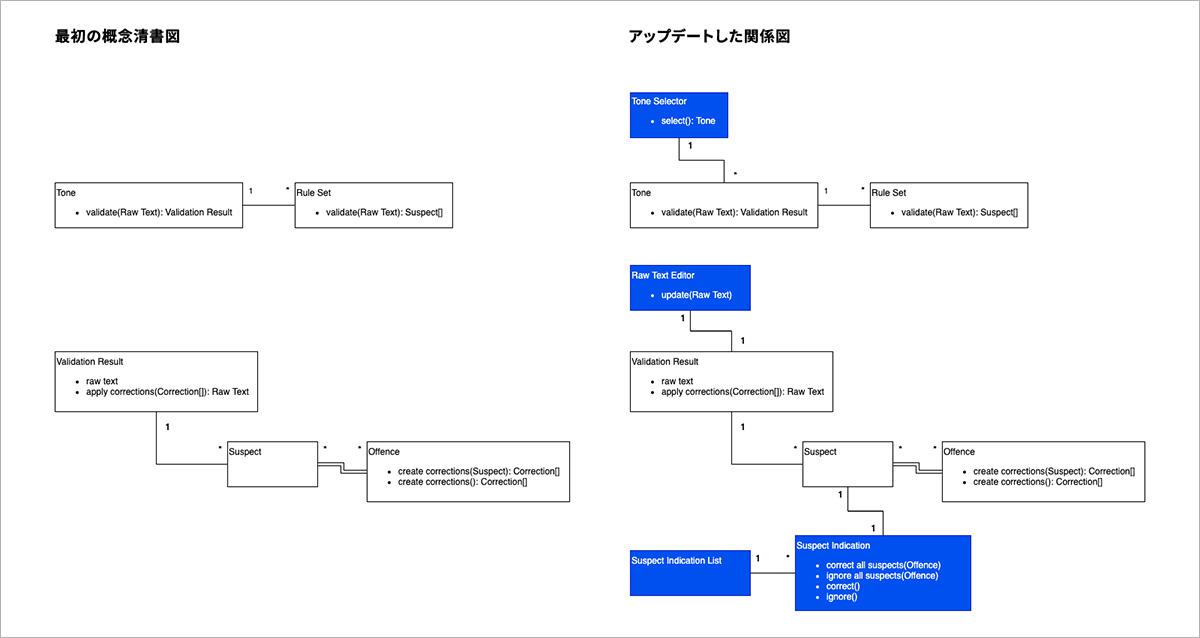 最初の概念清書図
Tone
• validate(Raw Text): Validation Result
1
*
Rule Set
• validate(Raw Text): Suspect[]
Validation Result
• raw text
• apply corrections(Correction[]): Raw Text
1
*
Suspect
*
*
Offence
• create corrections(Suspect): Correction[]
• create corrections(): Correction[]
アップデートした関係図
Tone Selector
• select(): Tone
1
*
Tone
• validate(Raw Text): Validation Result
1
*
Rule Set
• validate(Raw Text): Suspect[]
Raw Text Editor
• update(Raw Text)
1
1
Validation Result
• raw text
• apply corrections(Correction[]): Raw Text
1
*
Suspect
*
*
Offence
• create corrections(Suspect): Correction[]
• create corrections(): Correction[]
1
1
Suspect Indication List
1
*
Suspect Indication
• correct all suspects(Offence)
• ignore all suspects(Offence)
• correct()
• ignore()